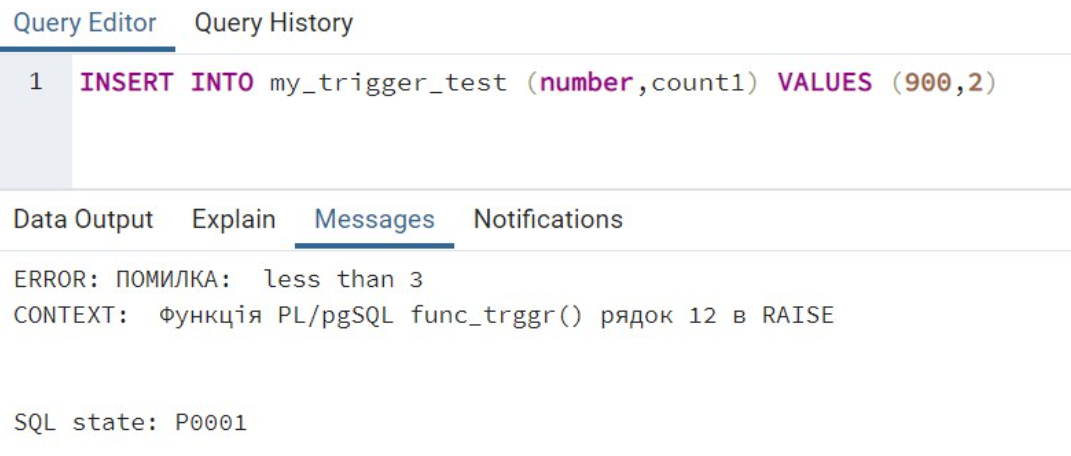 Query Editor Query History
1 INSERT INTO my_trigger_test (number,count1) VALUES (900,2)
Data Output Explain Messages Notifications
ERROR: ПОМИЛКА:  less than 3
CONTEXT:  Функція PL/pgSQL func_trggr() рядок 12 в RAISE
SQL state: P0001